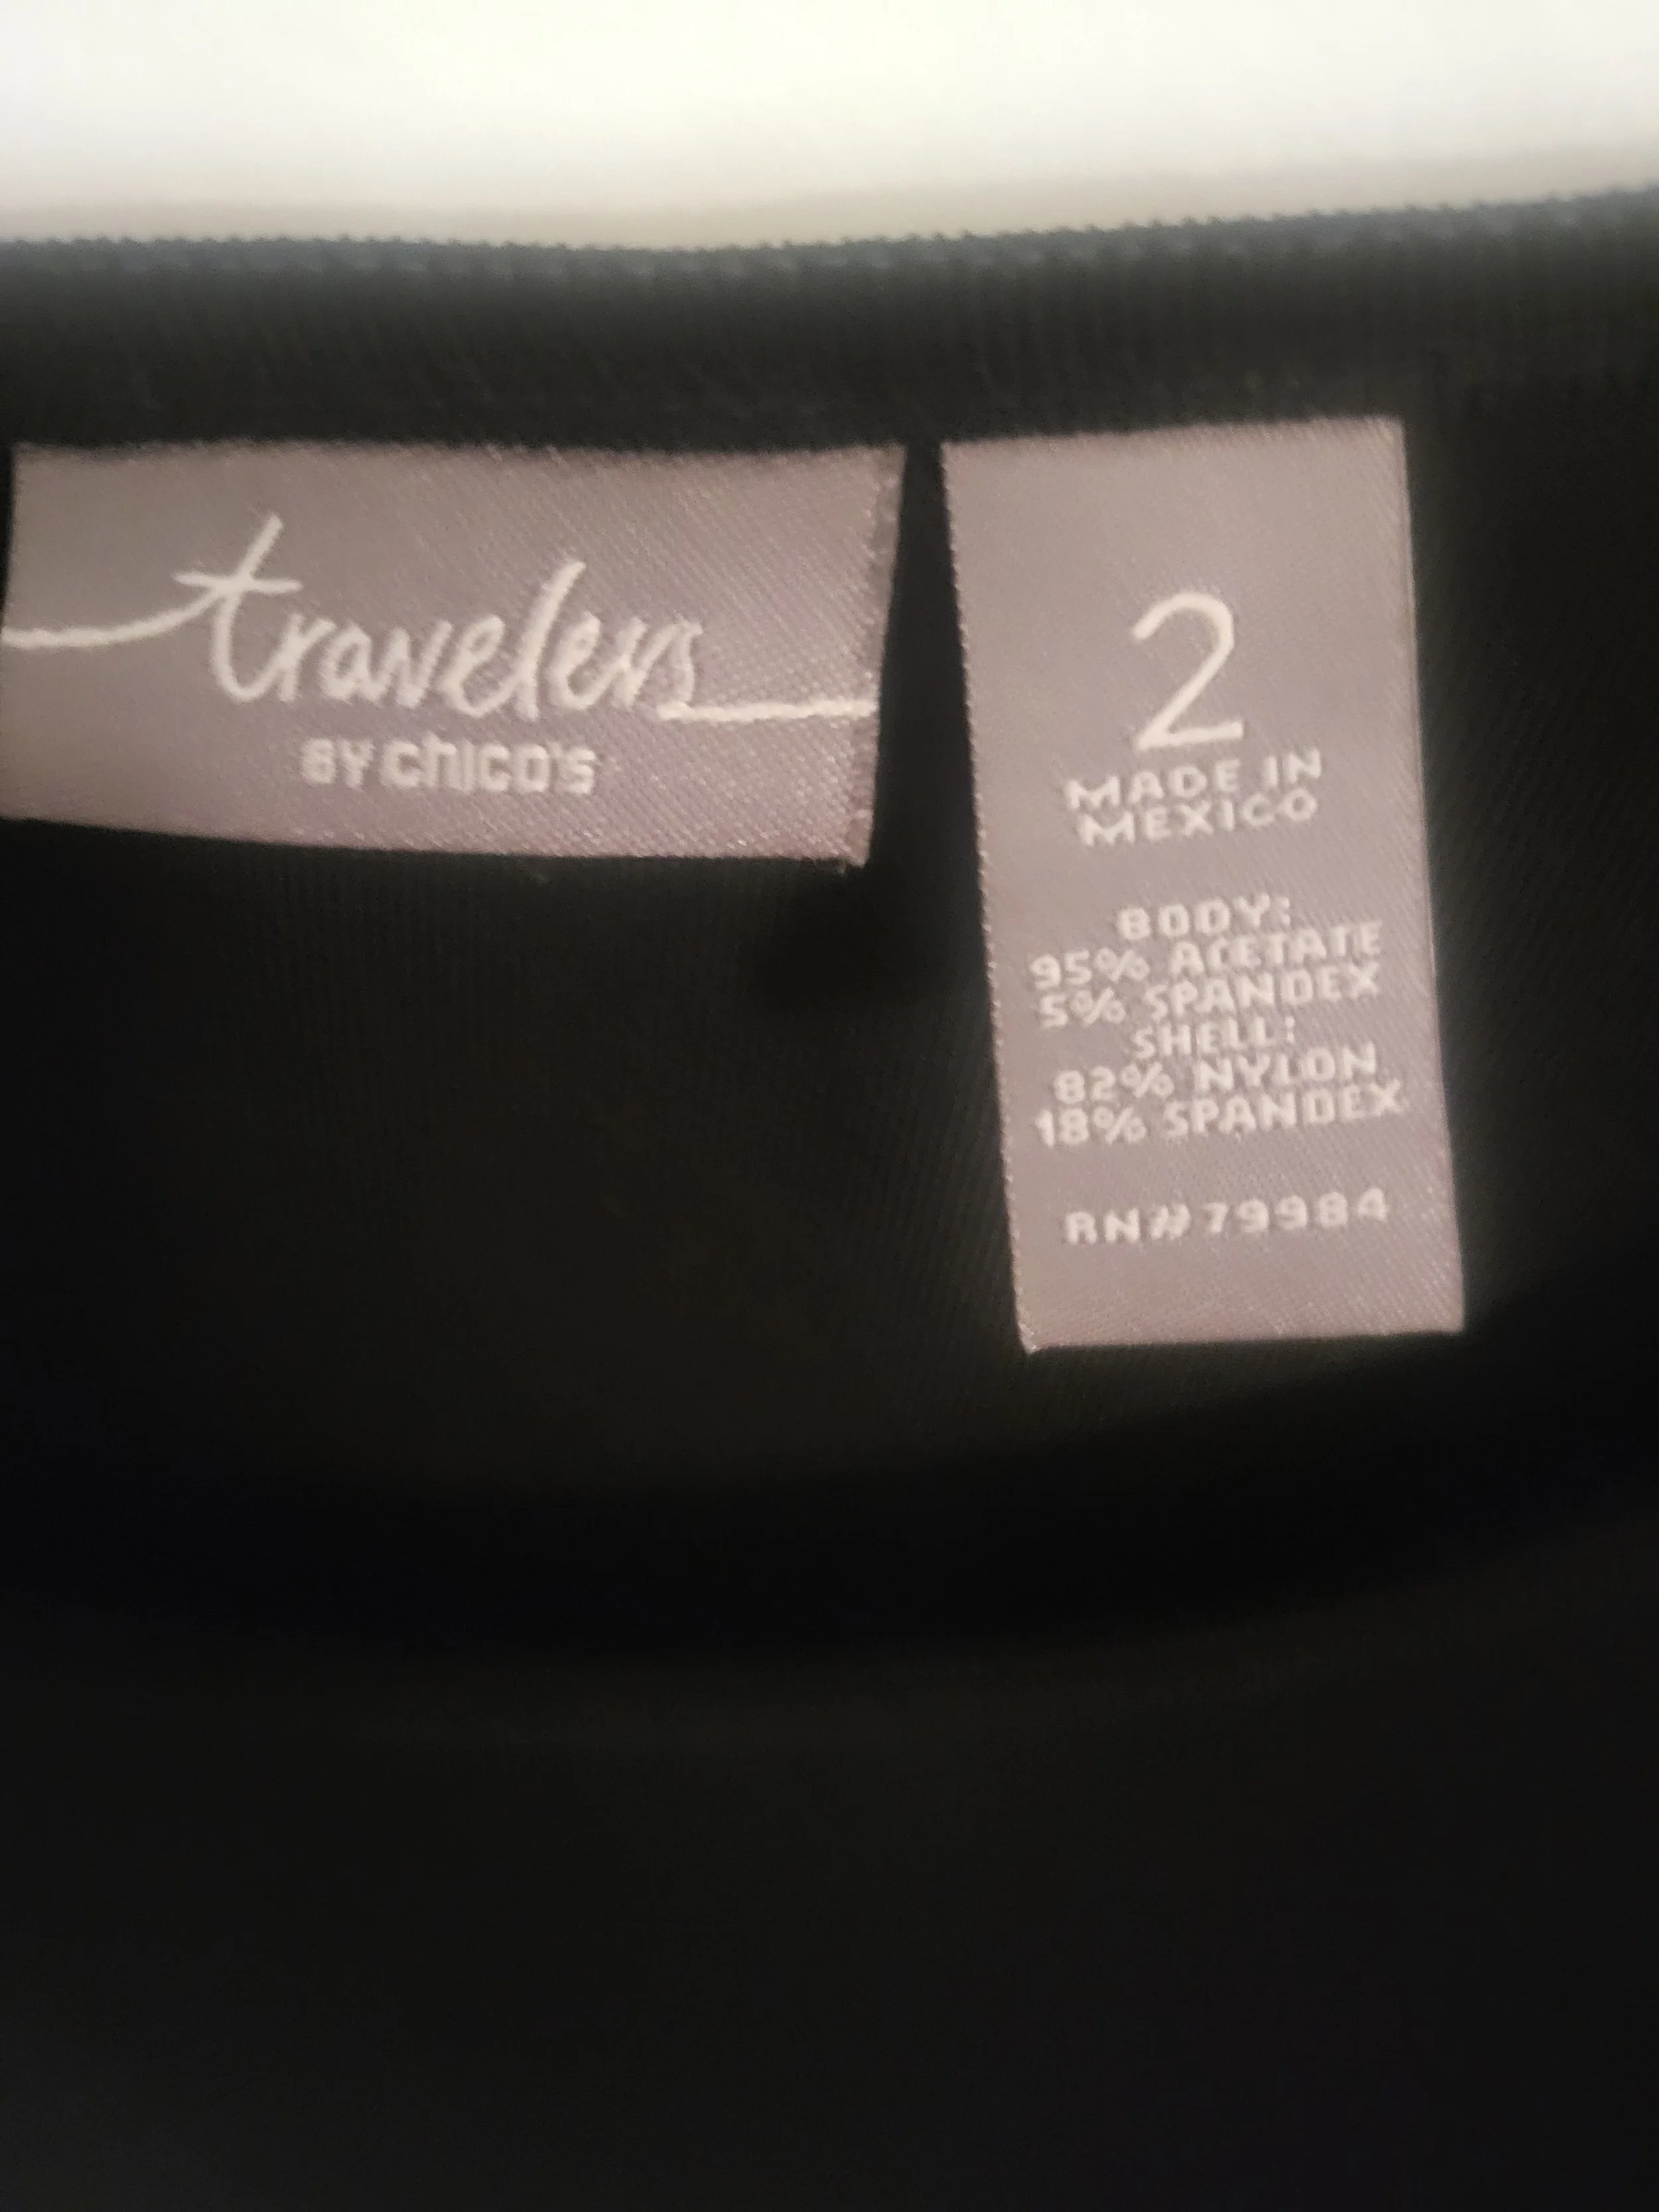 travelers
BY CHICO'S
2
MADE IN
MEXICO
BODY:
95% ACETATE
5% SPANDEX
SHELL:
82% NYLON
18% SPANDEX
RN# 79984